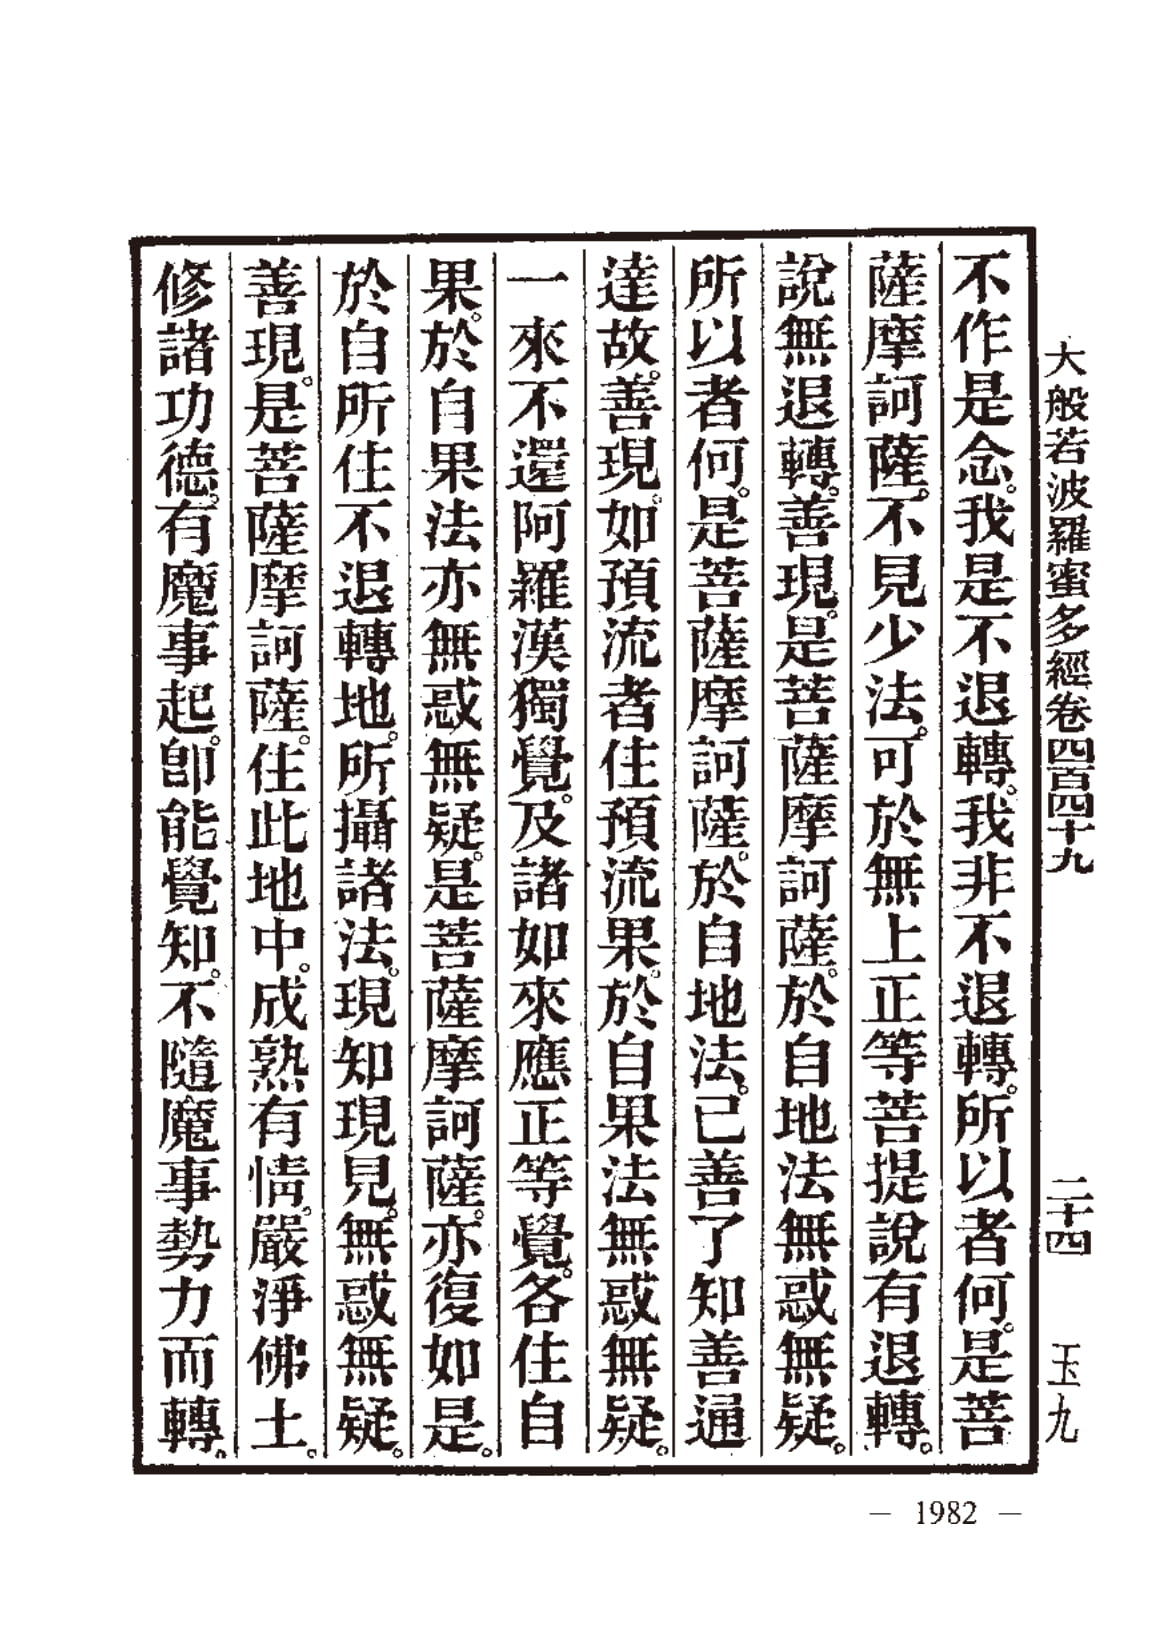 大般若波羅蜜多經卷四百四十九 二十四 玉九
不作是念。我是不退轉。我非不退轉。所以者何。是菩
薩摩訶薩。不見少法。可於無上正等菩提說有退轉。
說無退轉。善現。是菩薩摩訶薩。於自地法無惑無疑。
所以者何。是菩薩摩訶薩。於自地法。已善了知善通
達故。善現。如預流者住預流果。於自果法無惑無疑。
一來不還阿羅漢獨覺。及諸如來應正等覺。各住自
果。於自果法亦無惑無疑。是菩薩摩訶薩。亦復如是。
於自所住不退轉地。所攝諸法。現知現見。無惑無疑。
善現。是菩薩摩訶薩。住此地中。成熟有情。嚴淨佛土。
修諸功德。有魔事起。即能覺知。不隨魔事勢力而轉。
— 1982 —